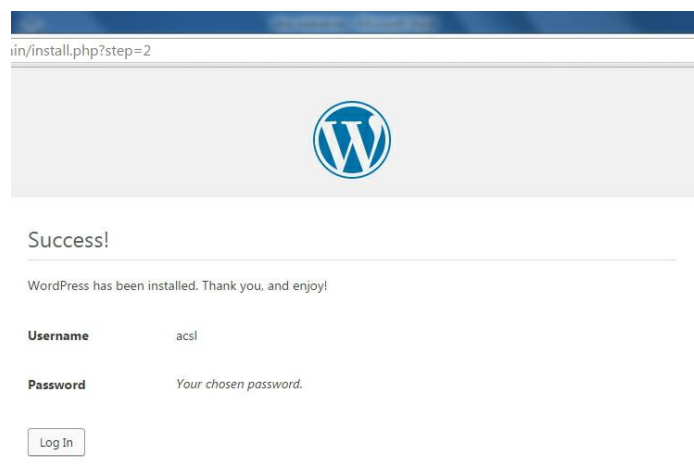 in/install.php?step=2
W
Success!
WordPress has been installed. Thank you, and enjoy!
Username acsl
Password Your chosen password.
Log In